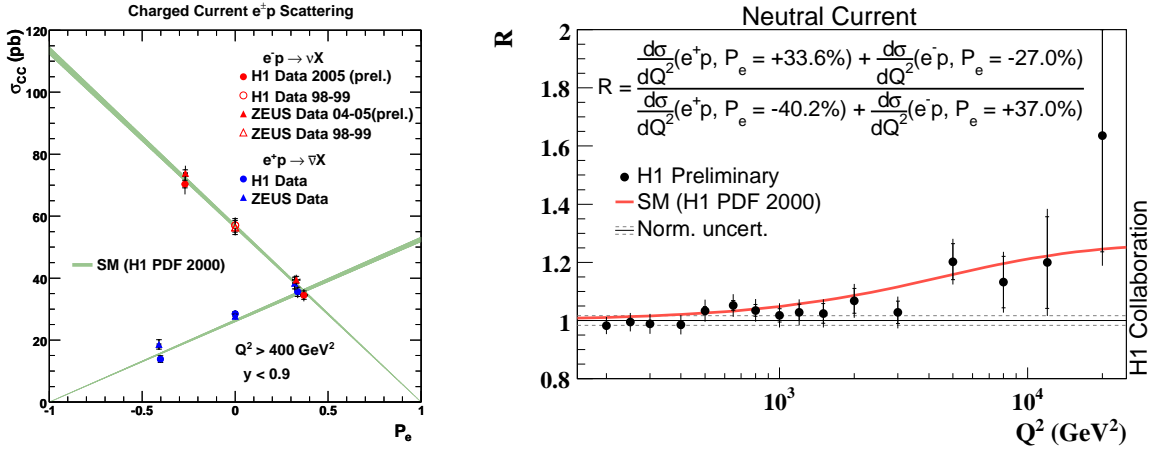 Charged Current e±p Scattering
σCC (pb)
120
100
80
60
40
20
0
-1
-0.5
0
0.5
1
Pe
e-p → νX
H1 Data 2005 (prel.)
H1 Data 98-99
ZEUS Data 04-05(prel.)
ZEUS Data 98-99
e+p → ν̅X
H1 Data
ZEUS Data
SM (H1 PDF 2000)
Q2 > 400 GeV2
y < 0.9
Neutral Current
R
2
1.8
1.6
1.4
1.2
1
0.8
R = dσ/dQ2(e+p, Pe = +33.6%) + dσ/dQ2(e-p, Pe = -27.0%)
dσ/dQ2(e+p, Pe = -40.2%) + dσ/dQ2(e-p, Pe = +37.0%)
H1 Preliminary
SM (H1 PDF 2000)
Norm. uncert.
H1 Collaboration
103
104
Q2 (GeV2)